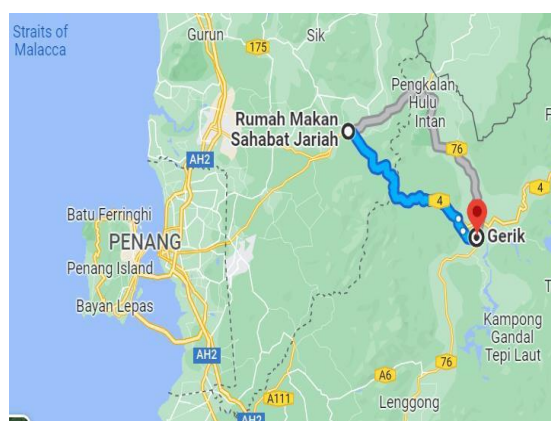 Straits of
Malacca
Gurun
Sik
175
Pengkalan
Hulu
Intan
Rumah Makan
Sahabat Jariah
AH2
76
4
4
Gerik
Batu Ferringhi
PENANG
Penang Island
Bayan Lepas
Kampong
Gandal
Tepi Laut
AH2
76
A6
A111
Lenggong
AH2